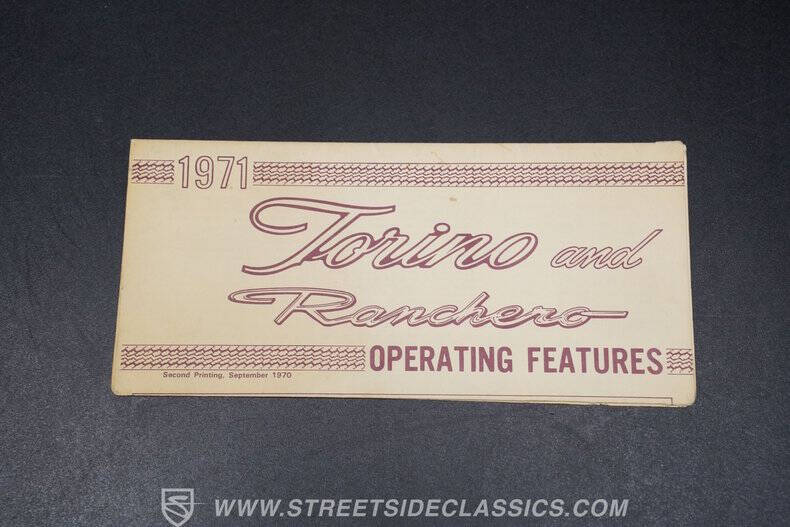 1971
Torino and
Ranchero
OPERATING FEATURES
Second Printing, September 1970
WWW.STREETSIDECLASSICS.COM